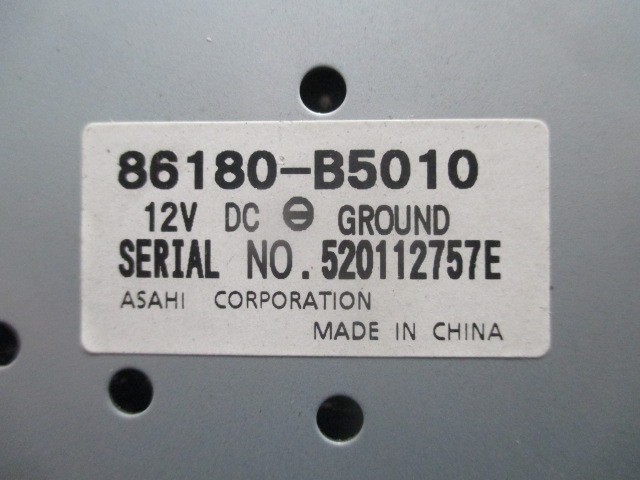 86180-B5010
12V DC ⊖ GROUND
SERIAL NO. 520112757E
ASAHI CORPORATION
MADE IN CHINA